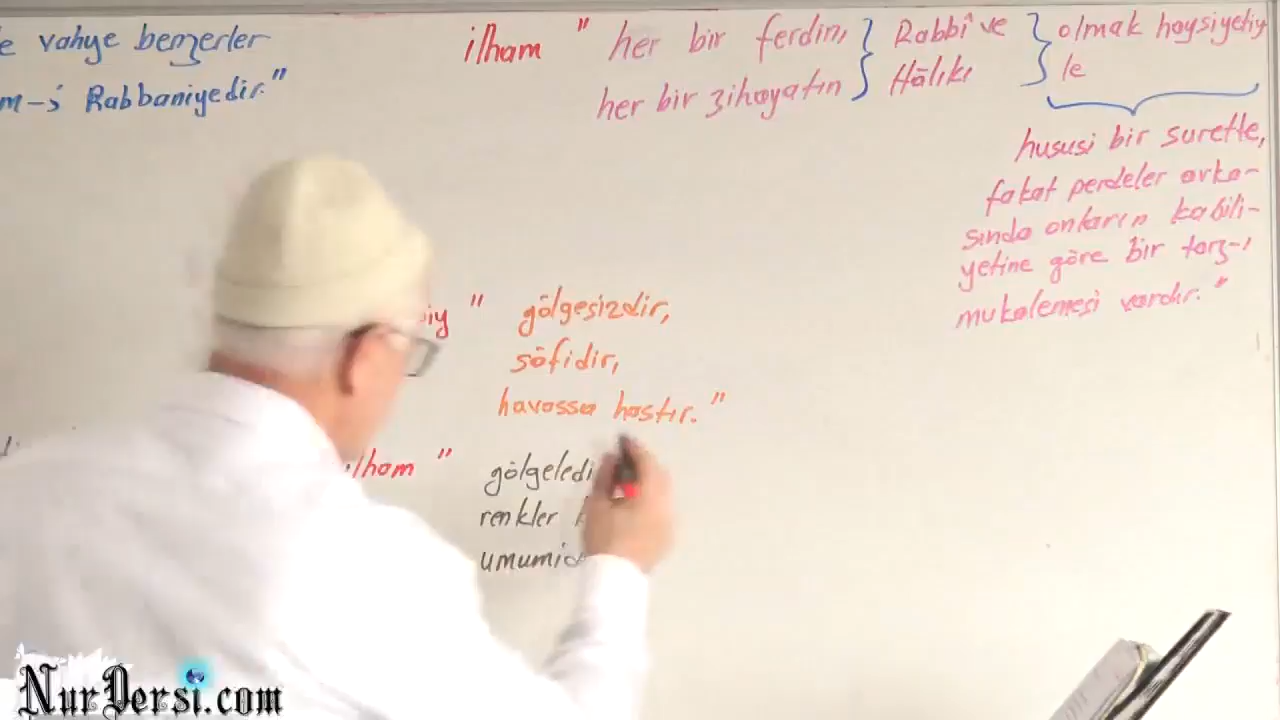 vahye benzerler
m-i Rabbaniyedir."
ilham " her bir ferdin, } Rabbî ve } olmak haysiyetiy
her bir zihayatın } Hâlıkı } le
hususi bir surette,
fakat perdeler arka-
sında onların kabili-
yetine göre bir tarz-ı
mukalemesi vardır."
" gölgesizdir,
sâfidir,
havassa hastır."
ilham " gölgeledi
renkler
umumid
NurDersi.com